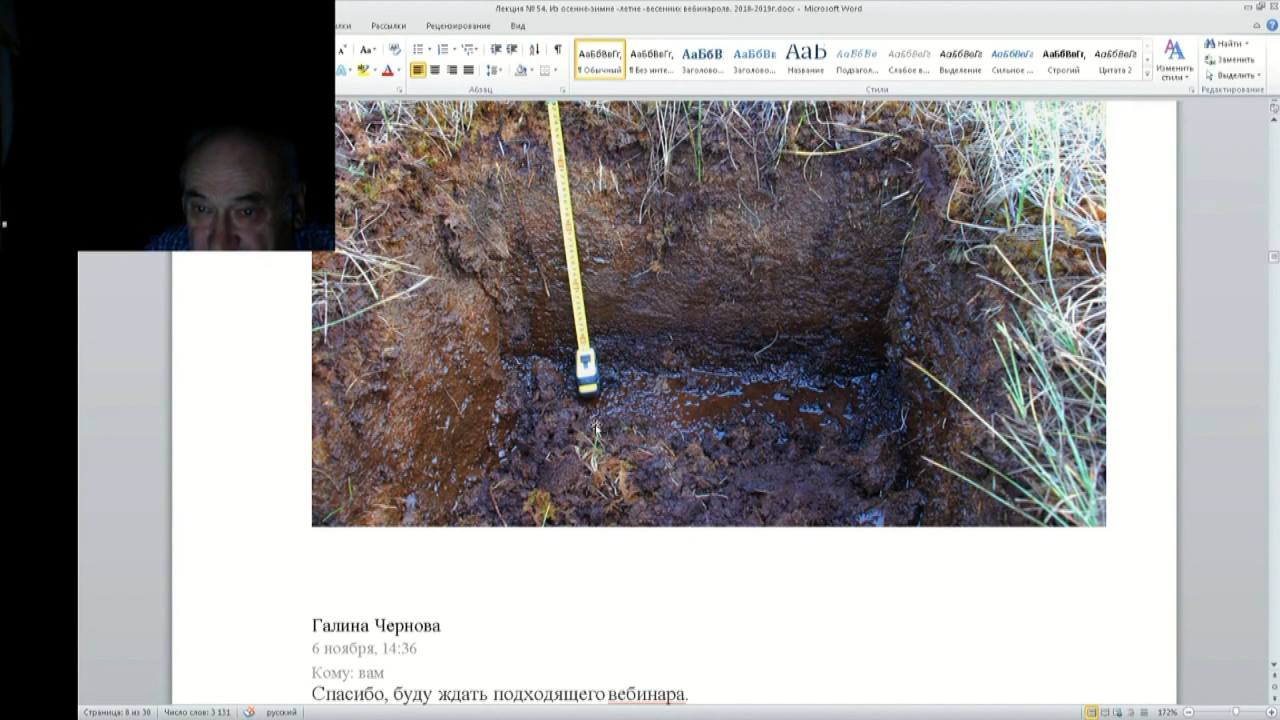 Лекция № 54. Из осенне-зимне -летне -весенних вебинаров. 2018-2019г.docx - Microsoft Word
лки Рассылки Рецензирование Вид
Абзац
АаБбВвГг, АаБбВвГг, АаБбВ АаБбВв АаБ АаБбВв АаБбВвГг АаБбВвГг АаБбВвГг АаБбВвГг, АаБбВвГг
¶ Обычный ¶ Без инте... Заголово... Заголово... Название Подзагол... Слабое в... Выделение Сильное ... Строгий Цитата 2
Стили
Изменить
стили
Найти
Заменить
Выделить
Редактирование
Галина Чернова
6 ноября, 14:36
Кому: вам
Спасибо, буду ждать подходящего вебинара.
Страница: 8 из 30 Число слов: 3 131 русский 172%